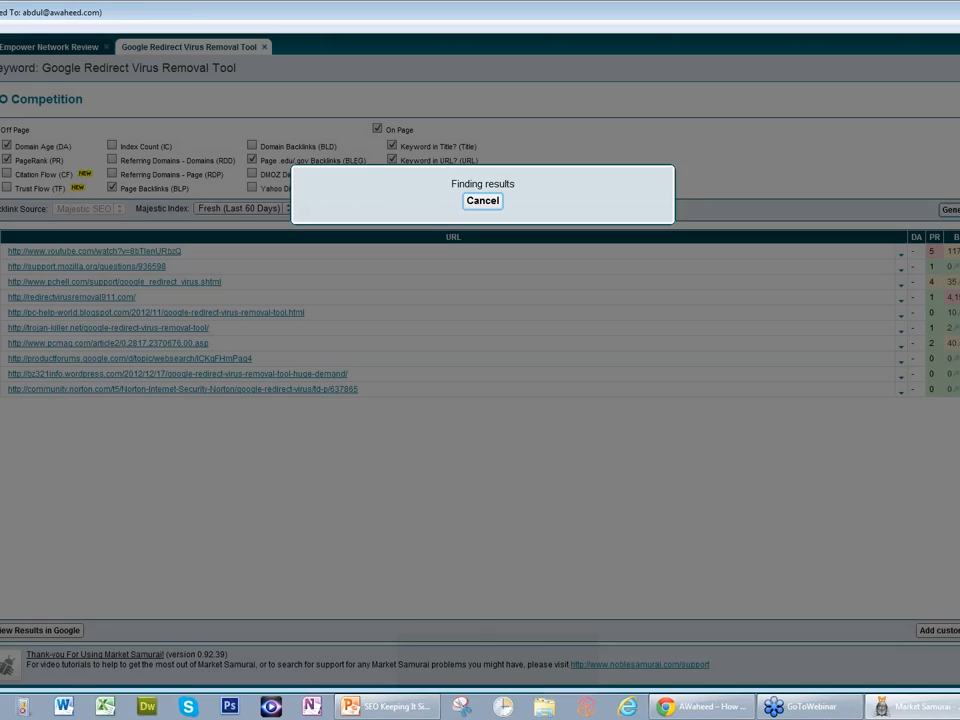 ed To: abdul@awaheed.com)
Empower Network Review × Google Redirect Virus Removal Tool ×
eyword: Google Redirect Virus Removal Tool
O Competition
Off Page On Page
Domain Age (DA) Index Count (IC) Domain Backlinks (BLD) Keyword in Title? (Title)
PageRank (PR) Referring Domains - Domains (RDD) Page .edu/.gov Backlinks (BLEG) Keyword in URL? (URL)
Citation Flow (CF) NEW Referring Domains - Page (RDP) DMOZ
Trust Flow (TF) NEW Page Backlinks (BLP) Yahoo
cklink Source: Majestic SEO Majestic Index: Fresh (Last 60 Days) Gene
Finding results
Cancel
URL DA PR B
http://www.youtube.com/watch?v=8bTlenURbzQ - 5 117
http://support.mozilla.org/questions/936598 - 1 0
http://www.pchell.com/support/google_redirect_virus.shtml - 4 35
http://redirectvirusremoval911.com/ - 1 4,1
http://pc-help-world.blogspot.com/2012/11/google-redirect-virus-removal-tool.html - 0 10
http://trojan-killer.net/google-redirect-virus-removal-tool/ - 1 2
http://www.pcmag.com/article2/0,2817,2370676,00.asp - 2 40
http://productforums.google.com/d/topic/websearch/lCKqFHmPaq4 - 0 0
http://bz321info.wordpress.com/2012/12/17/google-redirect-virus-removal-tool-huge-demand/ - 0 0
http://community.norton.com/t5/Norton-Internet-Security-Norton/google-redirect-virus/td-p/637865 - 0 0
iew Results in Google Add custo
Thank-you For Using Market Samurai! (version 0.92.39)
For video tutorials to help to get the most out of Market Samurai, or to search for support for any Market Samurai problems you might have, please visit http://www.noblesamurai.com/support
SEO Keeping It Si... AWaheed – How ... GoToWebinar Market Samurai